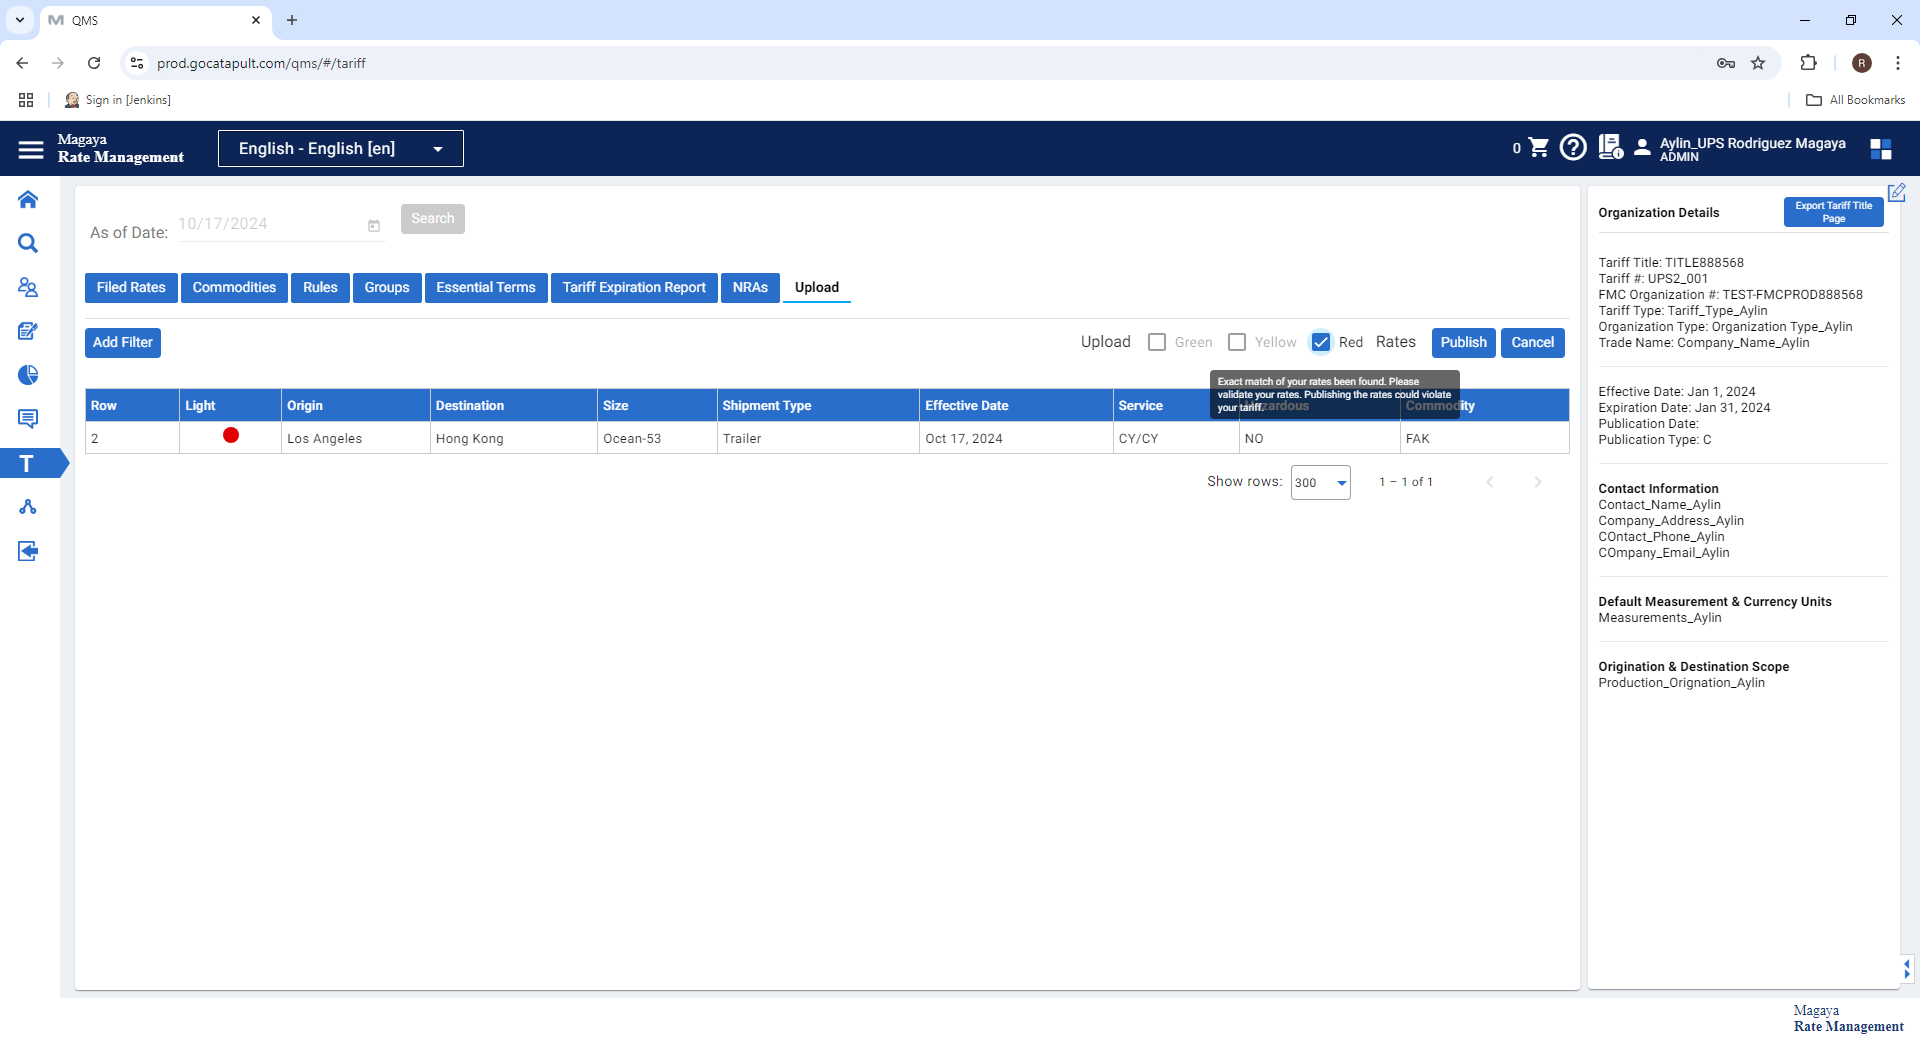 QMS
prod.gocatapult.com/qms/#/tariff
R
Sign in [Jenkins]
All Bookmarks
Magaya
Rate Management
English - English [en]
0
Aylin_UPS Rodriguez Magaya
ADMIN
As of Date:
10/17/2024
Search
Filed Rates
Commodities
Rules
Groups
Essential Terms
Tariff Expiration Report
NRAs
Upload
Add Filter
Upload
Green
Yellow
Red
Rates
Publish
Cancel
Exact match of your rates been found. Please
validate your rates. Publishing the rates could violate
your tariff.
Row
Light
Origin
Destination
Size
Shipment Type
Effective Date
Service
Hazardous
Commodity
2
Los Angeles
Hong Kong
Ocean-53
Trailer
Oct 17, 2024
CY/CY
NO
FAK
Show rows:
300
1 – 1 of 1
T
Organization Details
Export Tariff Title
Page
Tariff Title: TITLE888568
Tariff #: UPS2_001
FMC Organization #: TEST-FMCPROD888568
Tariff Type: Tariff_Type_Aylin
Organization Type: Organization Type_Aylin
Trade Name: Company_Name_Aylin
Effective Date: Jan 1, 2024
Expiration Date: Jan 31, 2024
Publication Date:
Publication Type: C
Contact Information
Contact_Name_Aylin
Company_Address_Aylin
COntact_Phone_Aylin
COmpany_Email_Aylin
Default Measurement & Currency Units
Measurements_Aylin
Origination & Destination Scope
Production_Orignation_Aylin
Magaya
Rate Management